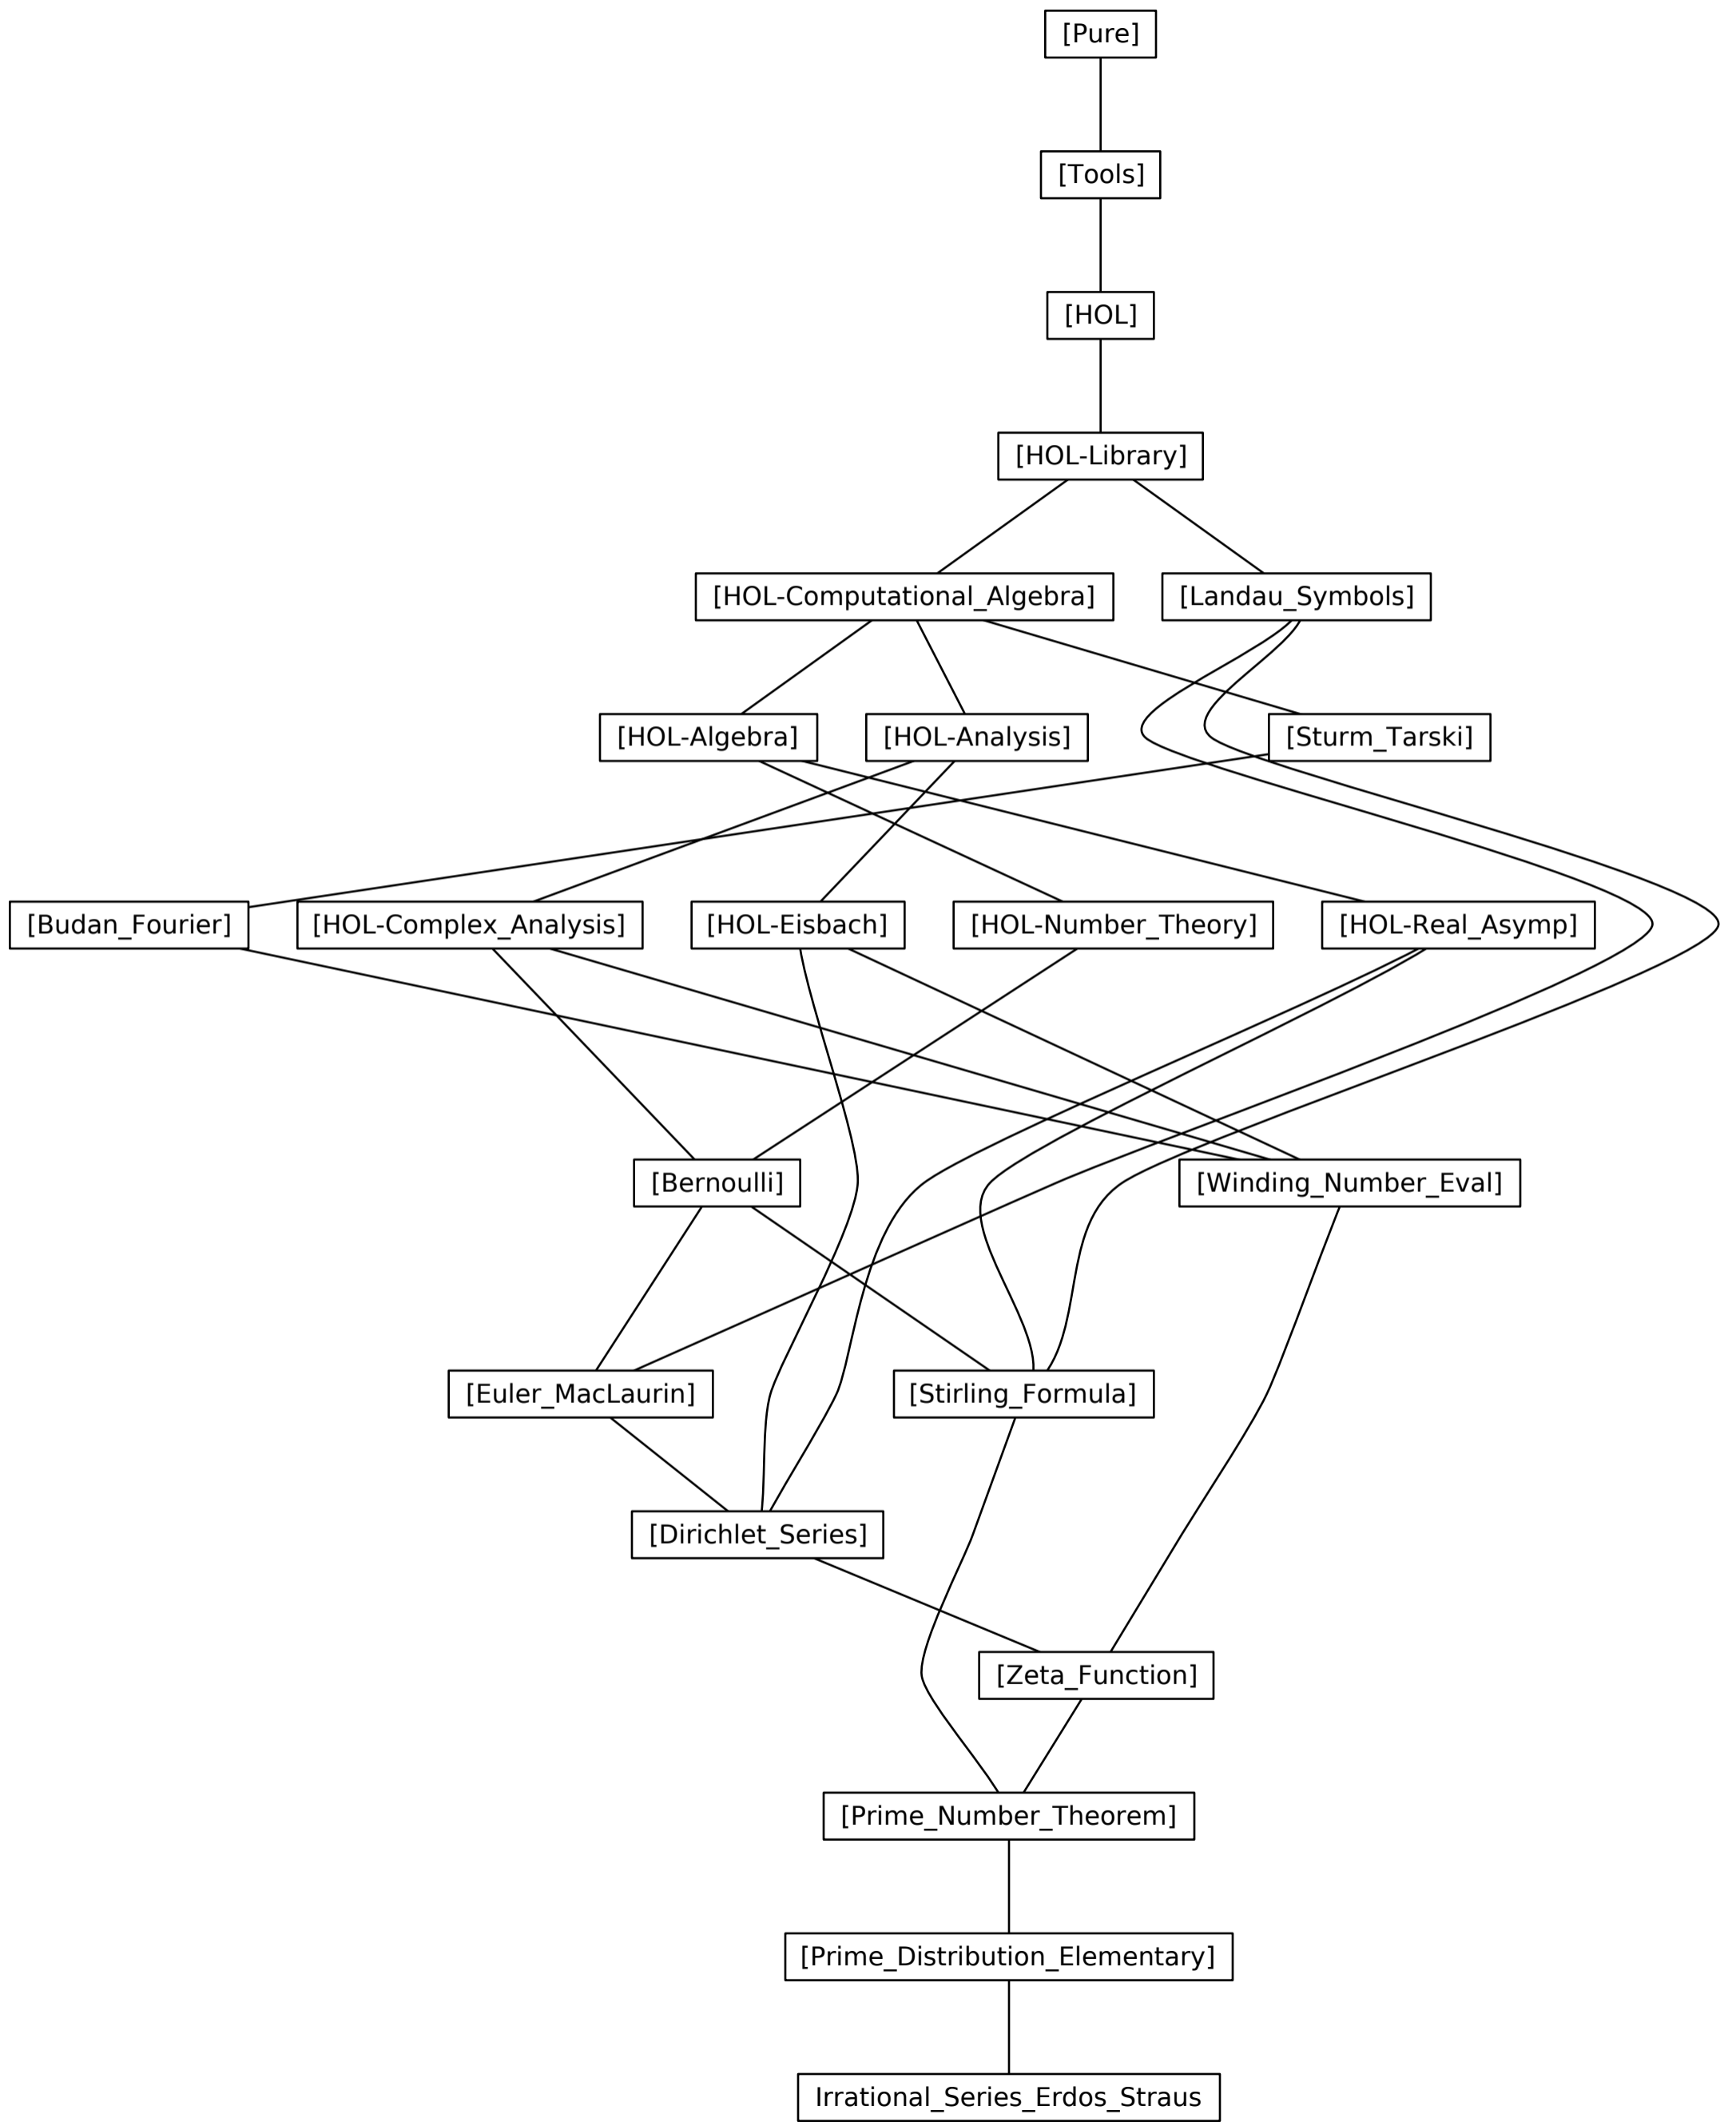 [Pure]
[Tools]
[HOL]
[HOL-Library]
[HOL-Computational_Algebra]
[Landau_Symbols]
[HOL-Algebra]
[HOL-Analysis]
[Sturm_Tarski]
[Budan_Fourier]
[HOL-Complex_Analysis]
[HOL-Eisbach]
[HOL-Number_Theory]
[HOL-Real_Asymp]
[Bernoulli]
[Winding_Number_Eval]
[Euler_MacLaurin]
[Stirling_Formula]
[Dirichlet_Series]
[Zeta_Function]
[Prime_Number_Theorem]
[Prime_Distribution_Elementary]
Irrational_Series_Erdos_Straus